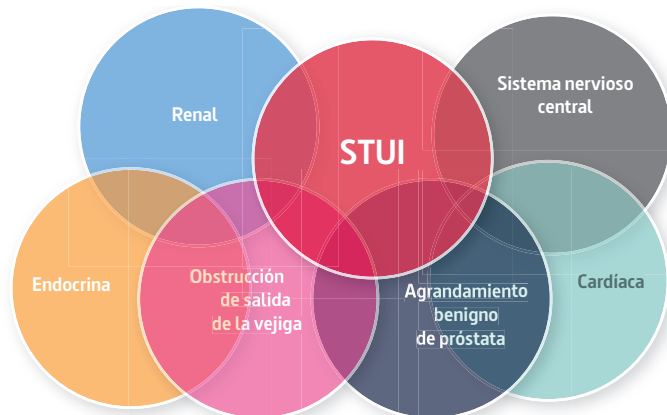 Renal
STUI
Sistema nervioso
central
Endocrina
Obstrucción
de salida
de la vejiga
Agrandamiento
benigno
de próstata
Cardíaca